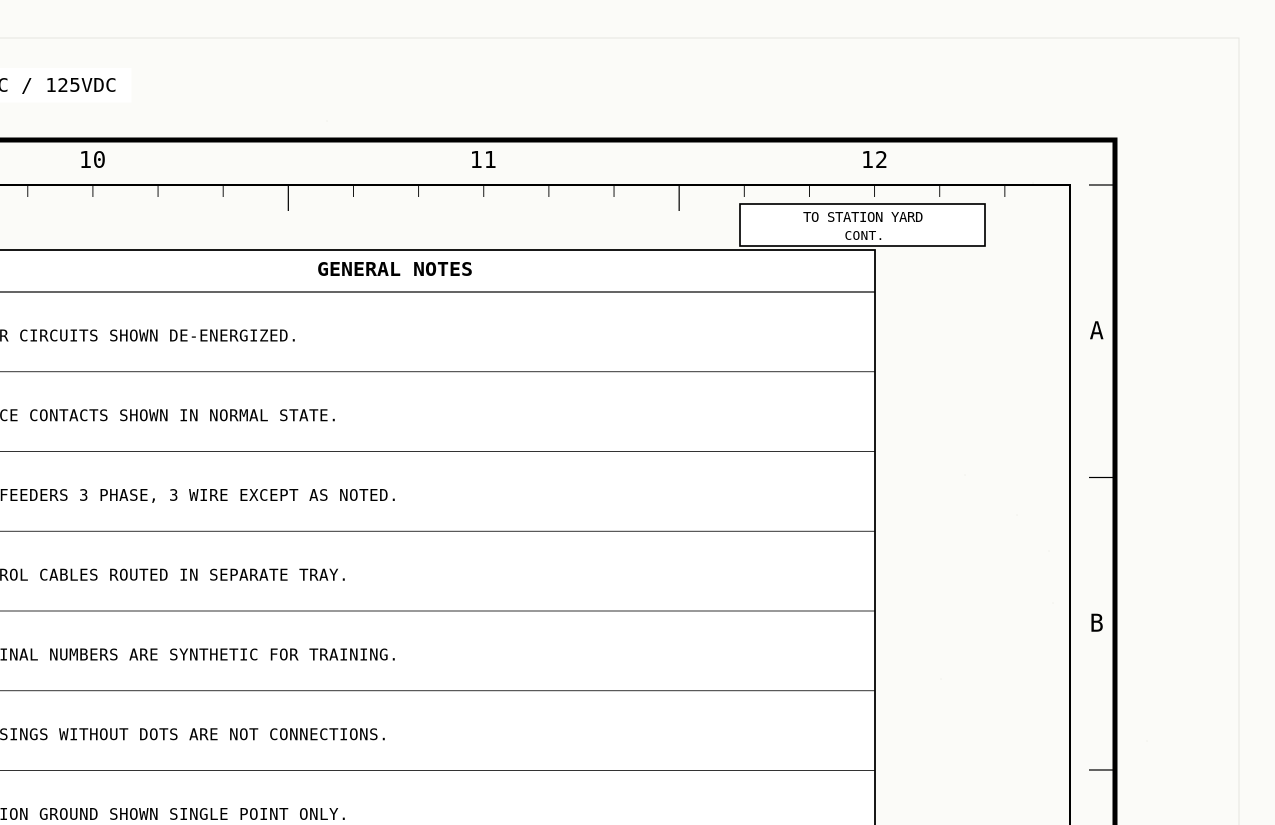 C / 125VDC
10 11 12
TO STATION YARD
CONT.
GENERAL NOTES
R CIRCUITS SHOWN DE-ENERGIZED.
A
CE CONTACTS SHOWN IN NORMAL STATE.
FEEDERS 3 PHASE, 3 WIRE EXCEPT AS NOTED.
ROL CABLES ROUTED IN SEPARATE TRAY.
B
INAL NUMBERS ARE SYNTHETIC FOR TRAINING.
SINGS WITHOUT DOTS ARE NOT CONNECTIONS.
ION GROUND SHOWN SINGLE POINT ONLY.